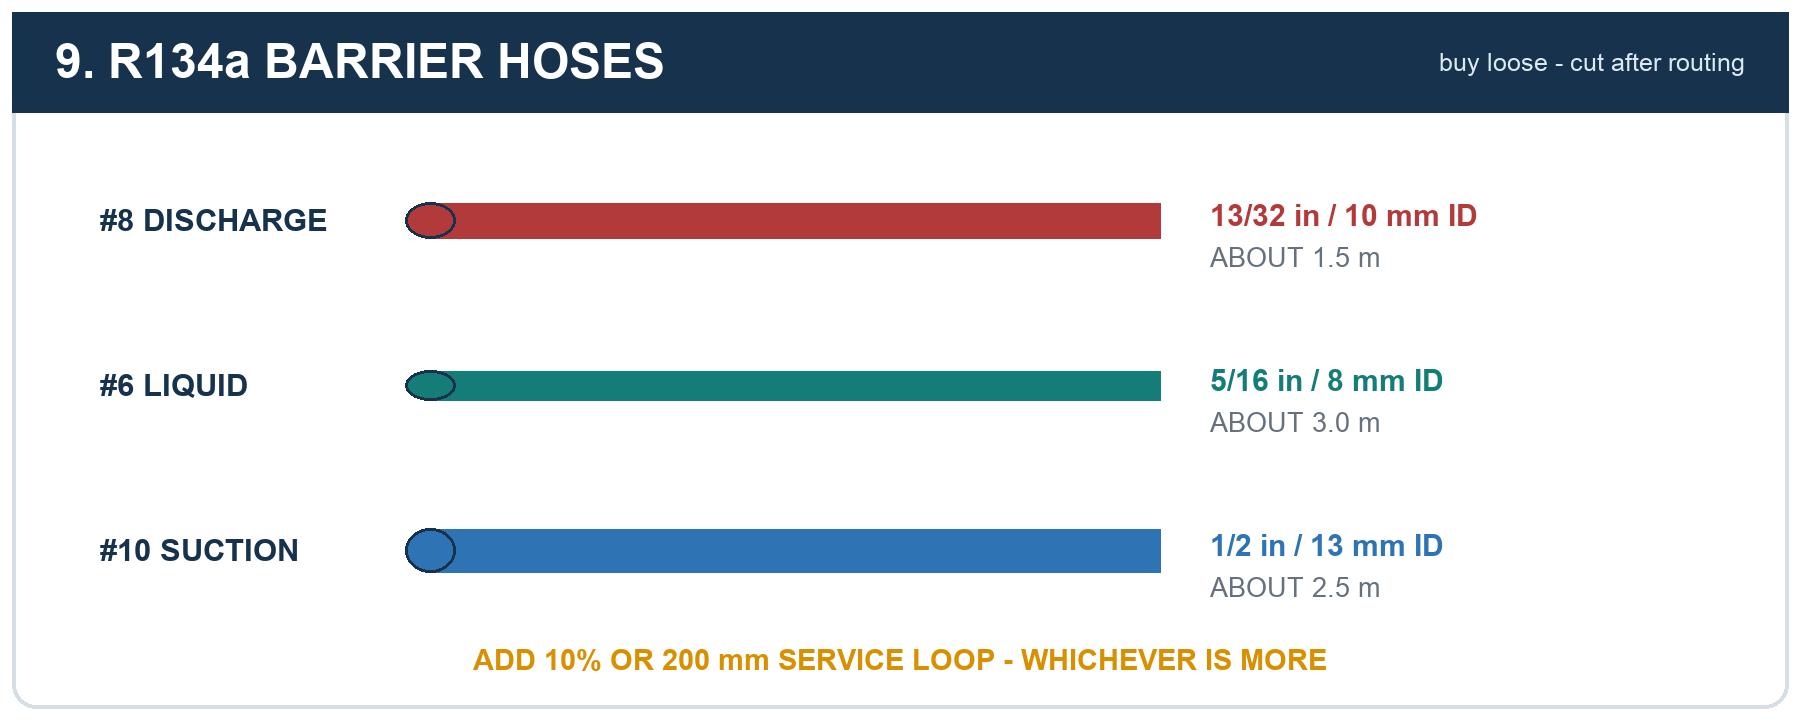 9. R134a BARRIER HOSES
buy loose - cut after routing
#8 DISCHARGE
13/32 in / 10 mm ID
ABOUT 1.5 m
#6 LIQUID
5/16 in / 8 mm ID
ABOUT 3.0 m
#10 SUCTION
1/2 in / 13 mm ID
ABOUT 2.5 m
ADD 10% OR 200 mm SERVICE LOOP - WHICHEVER IS MORE